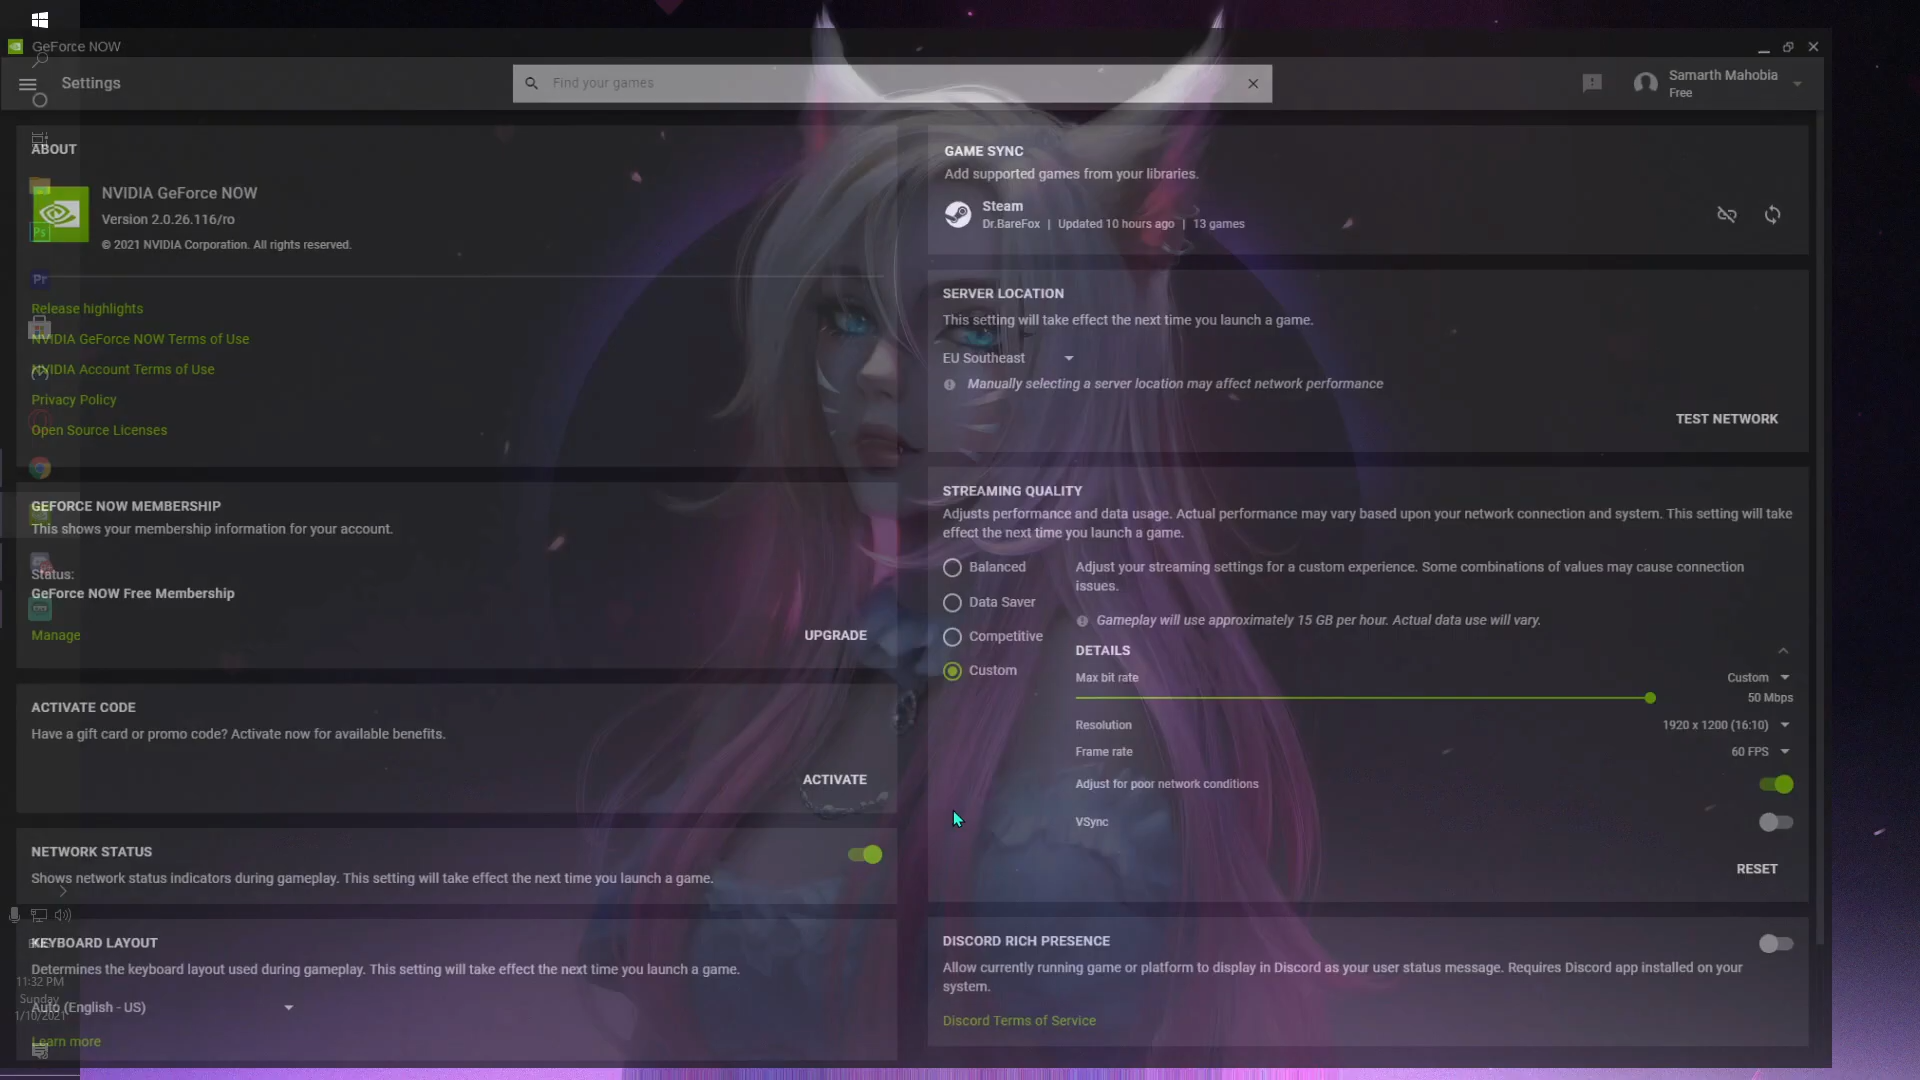 GeForce NOW
Settings
Find your games
Samarth Mahobia
Free
ABOUT
NVIDIA GeForce NOW
Version 2.0.26.116/ro
© 2021 NVIDIA Corporation. All rights reserved.
Ps
Pr
Release highlights
NVIDIA GeForce NOW Terms of Use
NVIDIA Account Terms of Use
Privacy Policy
Open Source Licenses
GEFORCE NOW MEMBERSHIP
This shows your membership information for your account.
Status:
GeForce NOW Free Membership
Manage
UPGRADE
ACTIVATE CODE
Have a gift card or promo code? Activate now for available benefits.
ACTIVATE
NETWORK STATUS
Shows network status indicators during gameplay. This setting will take effect the next time you launch a game.
KEYBOARD LAYOUT
Determines the keyboard layout used during gameplay. This setting will take effect the next time you launch a game.
Auto (English - US)
Learn more
11:32 PM
Sunday
1/10/2021
GAME SYNC
Add supported games from your libraries.
Steam
Dr.BareFox | Updated 10 hours ago | 13 games
SERVER LOCATION
This setting will take effect the next time you launch a game.
EU Southeast
Manually selecting a server location may affect network performance
TEST NETWORK
STREAMING QUALITY
Adjusts performance and data usage. Actual performance may vary based upon your network connection and system. This setting will take
effect the next time you launch a game.
Balanced
Data Saver
Competitive
Custom
Adjust your streaming settings for a custom experience. Some combinations of values may cause connection
issues.
Gameplay will use approximately 15 GB per hour. Actual data use will vary.
DETAILS
Max bit rate
Custom
50 Mbps
Resolution
1920 x 1200 (16:10)
Frame rate
60 FPS
Adjust for poor network conditions
VSync
RESET
DISCORD RICH PRESENCE
Allow currently running game or platform to display in Discord as your user status message. Requires Discord app installed on your
system.
Discord Terms of Service